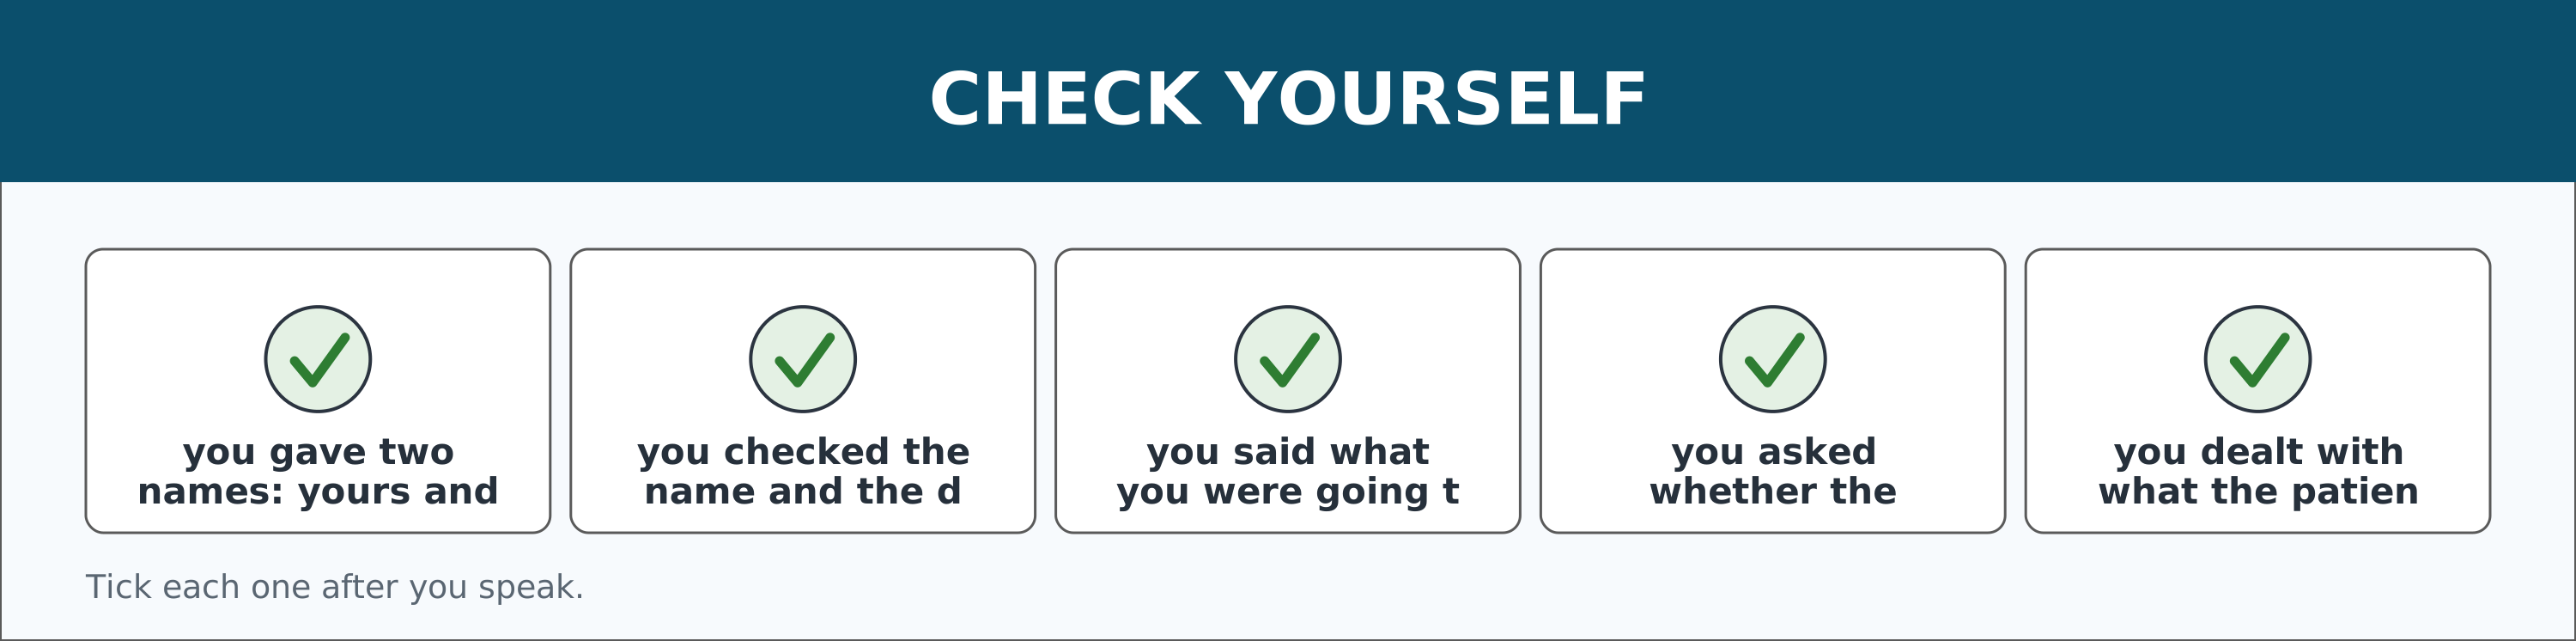 CHECK YOURSELF
you gave two
names: yours and
you checked the
name and the d
you said what
you were going t
you asked
whether the
you dealt with
what the patien
Tick each one after you speak.